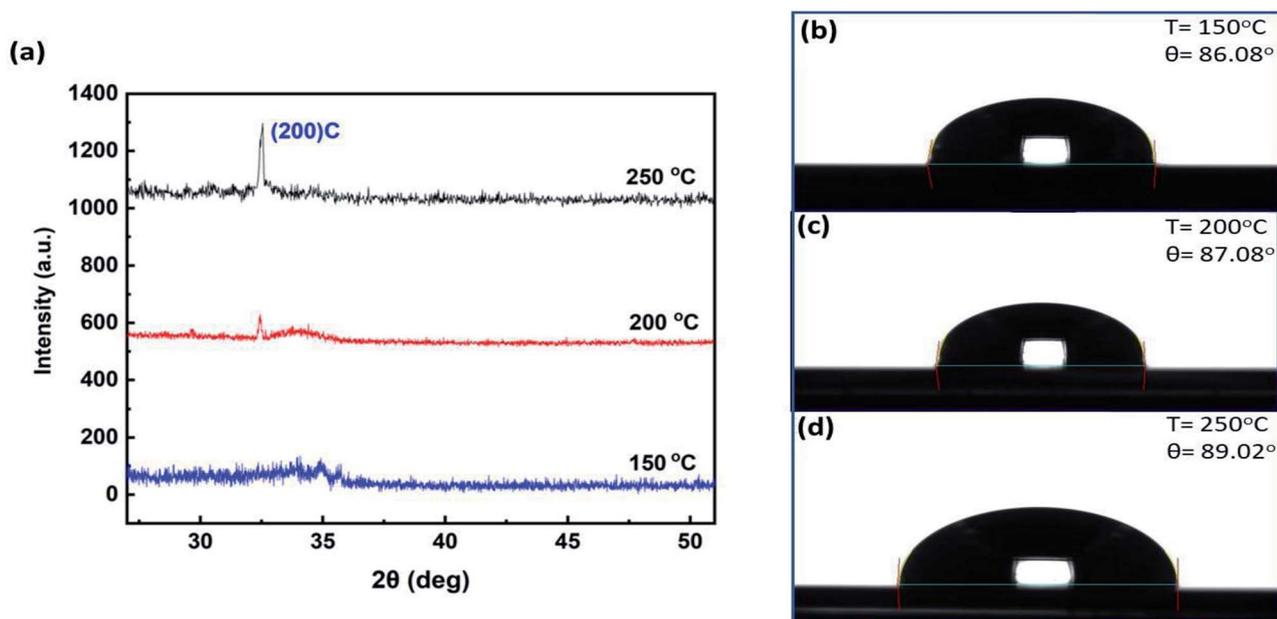 (a)
1400
1200
1000
800
600
400
200
0
Intensity (a.u.)
(200)C
250 °C
200 °C
150 °C
30
35
40
45
50
2θ (deg)
(b)
T= 150°C
θ= 86.08°
(c)
T= 200°C
θ= 87.08°
(d)
T= 250°C
θ= 89.02°